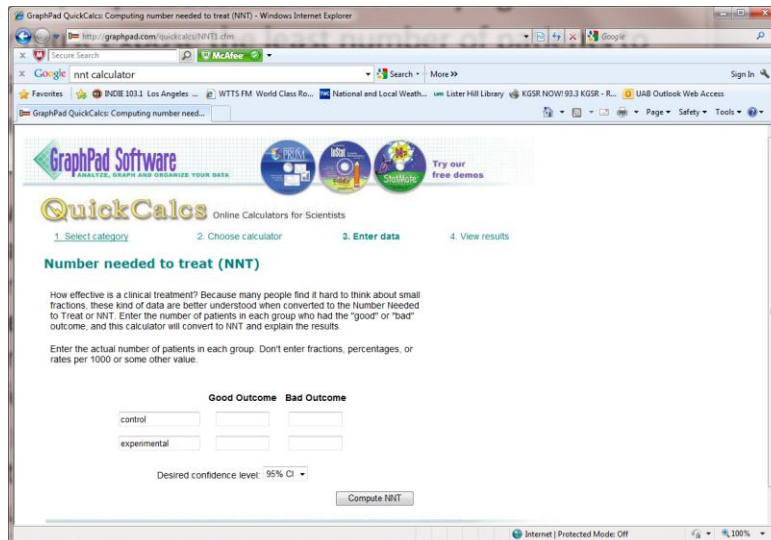 GraphPad QuickCalcs: Computing number needed to treat (NNT) - Windows Internet Explorer
least number of
http://graphpad.com/quickcalcs/NNT1.cfm
Google
x Secure Search McAfee
x Google nnt calculator Search More >> Sign In
Favorites INDIE 103.1 Los Angeles ... WTTS FM World Class Ro... National and Local Weath... Lister Hill Library KGSR NOW! 93.3 KGSR - R... UAB Outlook Web Access
GraphPad QuickCalcs: Computing number need... Page Safety Tools
GraphPad Software
ANALYZE, GRAPH AND ORGANIZE YOUR DATA
PRISM
InStat
StatMate
Try our
free demos
QuickCalcs Online Calculators for Scientists
1. Select category 2. Choose calculator 3. Enter data 4. View results
Number needed to treat (NNT)
How effective is a clinical treatment? Because many people find it hard to think about small
fractions, these kind of data are better understood when converted to the Number Needed
to Treat or NNT. Enter the number of patients in each group who had the "good" or "bad"
outcome, and this calculator will convert to NNT and explain the results.
Enter the actual number of patients in each group. Don't enter fractions, percentages, or
rates per 1000 or some other value.
Good Outcome Bad Outcome
control
experimental
Desired confidence level: 95% CI
Compute NNT
Internet | Protected Mode: Off 100%